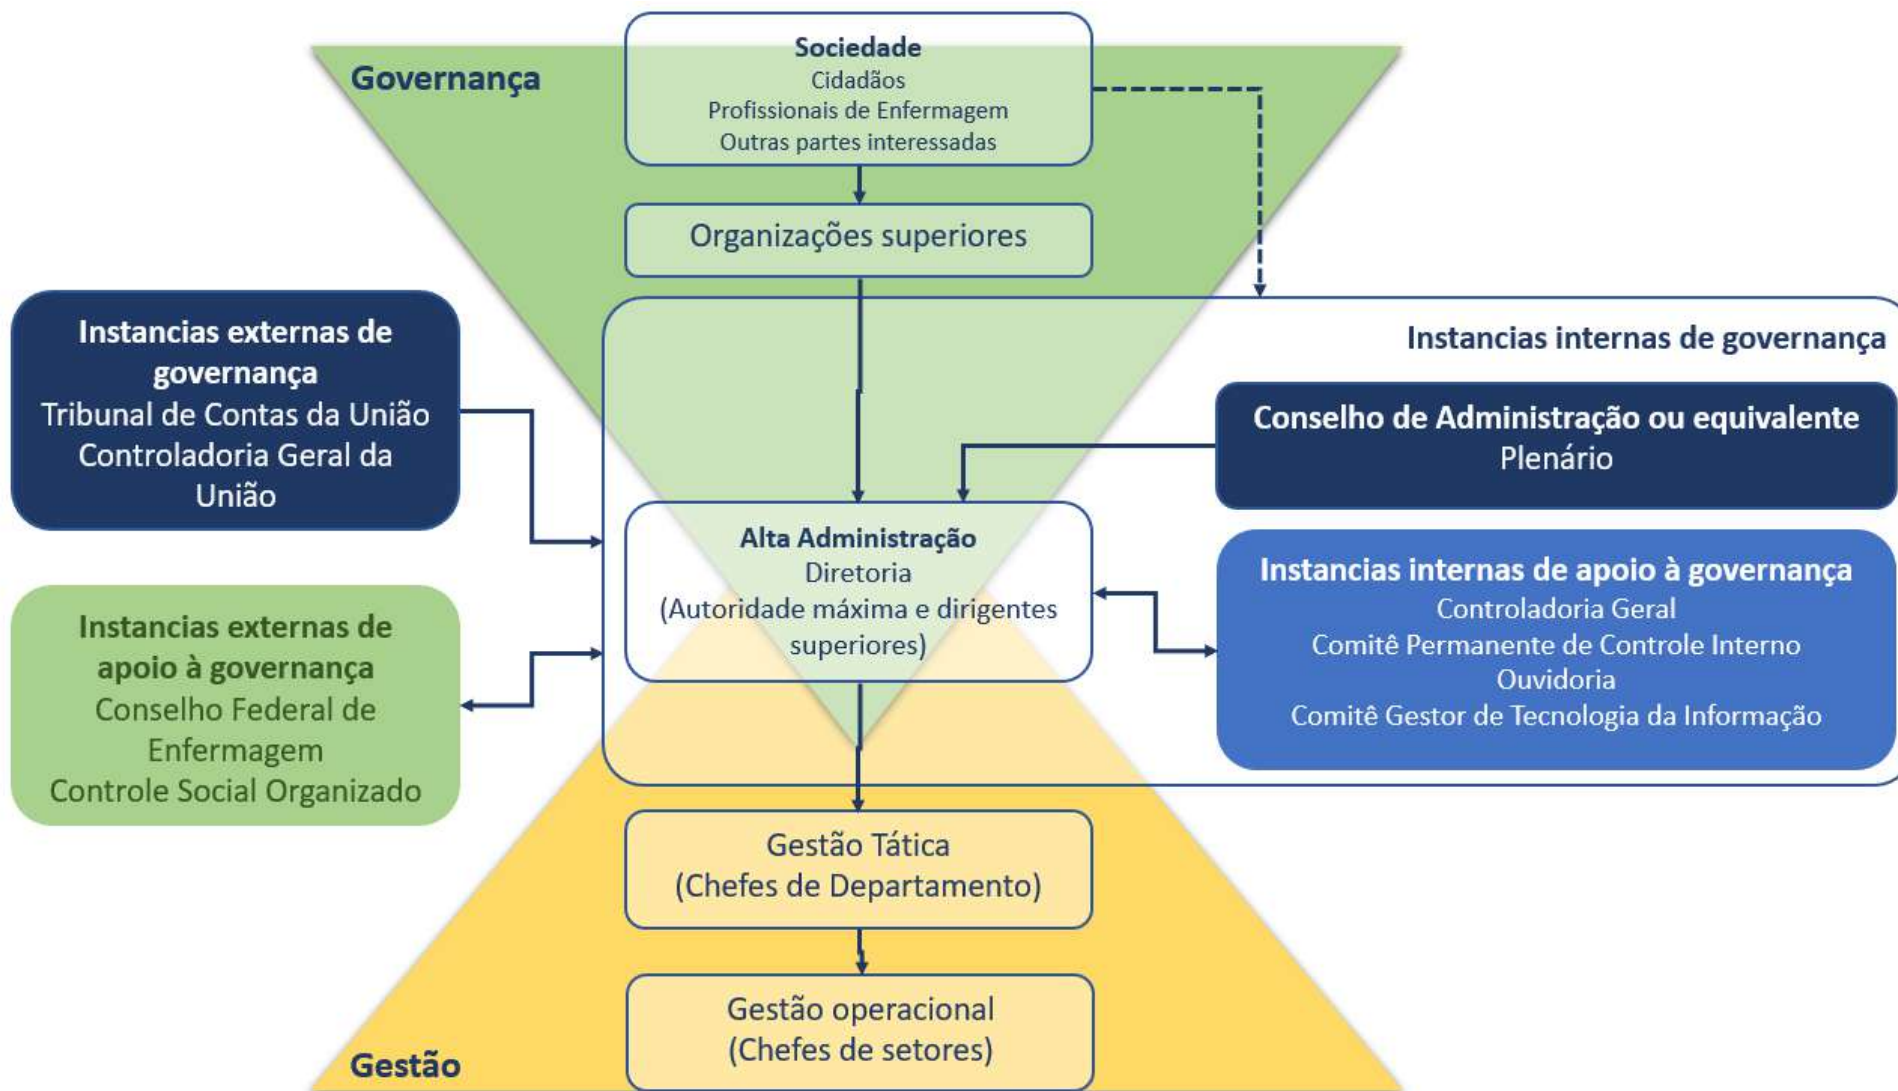 Governança
Sociedade
Cidadãos
Profissionais de Enfermagem
Outras partes interessadas
Organizações superiores
Instancias externas de
governança
Tribunal de Contas da União
Controladoria Geral da
União
Instancias internas de governança
Conselho de Administração ou equivalente
Plenário
Alta Administração
Diretoria
(Autoridade máxima e dirigentes
superiores)
Instancias internas de apoio à governança
Controladoria Geral
Comitê Permanente de Controle Interno
Ouvidoria
Comitê Gestor de Tecnologia da Informação
Instancias externas de
apoio à governança
Conselho Federal de
Enfermagem
Controle Social Organizado
Gestão Tática
(Chefes de Departamento)
Gestão operacional
(Chefes de setores)
Gestão